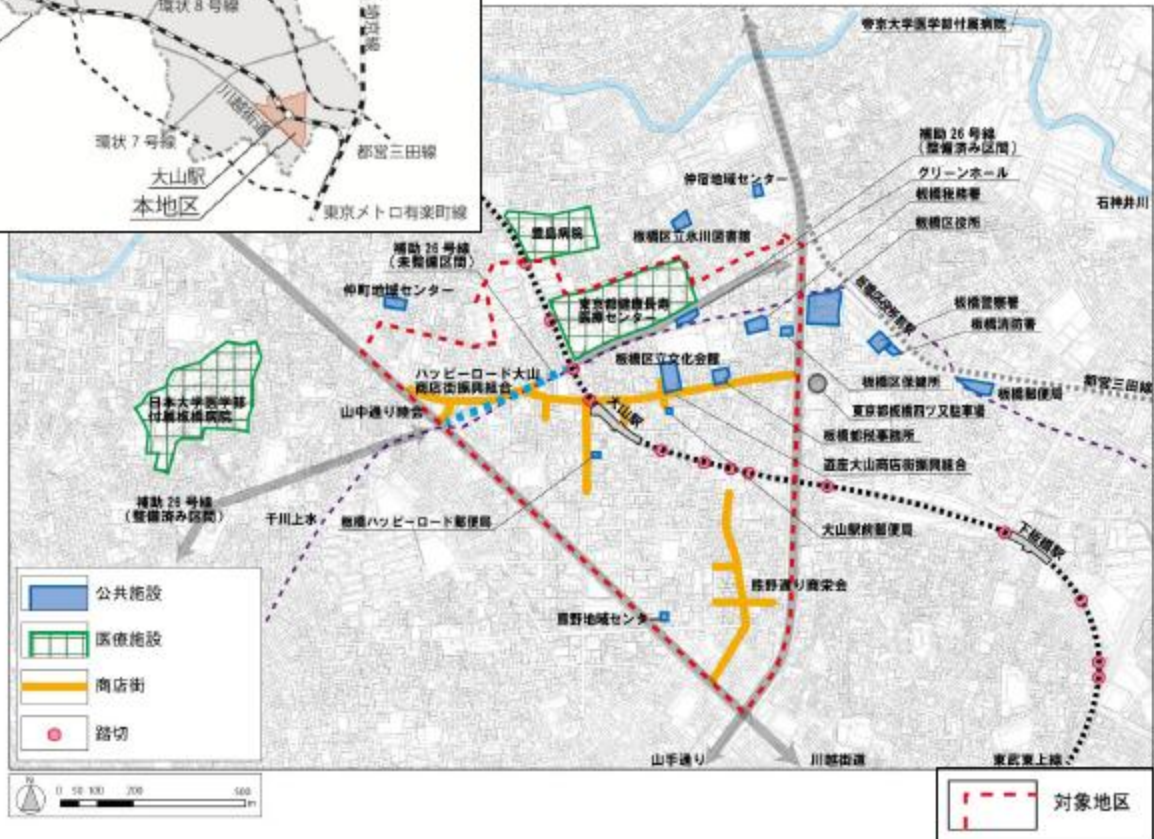 環状8号線
埼京線
川越街道
環状7号線
都営三田線
大山駅
本地区
東京メトロ有楽町線
帝京大学医学部付属病院
補助26号線
(整備済み区間)
グリーンホール
板橋税務署
板橋区役所
石神井川
仲宿地域センター
板橋区立氷川図書館
豊島病院
補助26号線
(未整備区間)
仲町地域センター
東京都健康長寿
医療センター
板橋区役所前駅
板橋警察署
板橋消防署
板橋区立文化会館
ハッピーロード大山
商店街振興組合
板橋区保健所
板橋郵便局
都営三田線
日本大学医学部
付属板橋病院
山中通り睦会
大山駅
東京都板橋四ツ又駐車場
板橋都税事務所
遊座大山商店街振興組合
補助26号線
(整備済み区間)
千川上水
板橋ハッピーロード郵便局
大山駅前郵便局
下板橋駅
熊野通り商栄会
熊野地域センター
公共施設
医療施設
商店街
踏切
山手通り
川越街道
東武東上線
N
0 50 100 200 500
m
対象地区